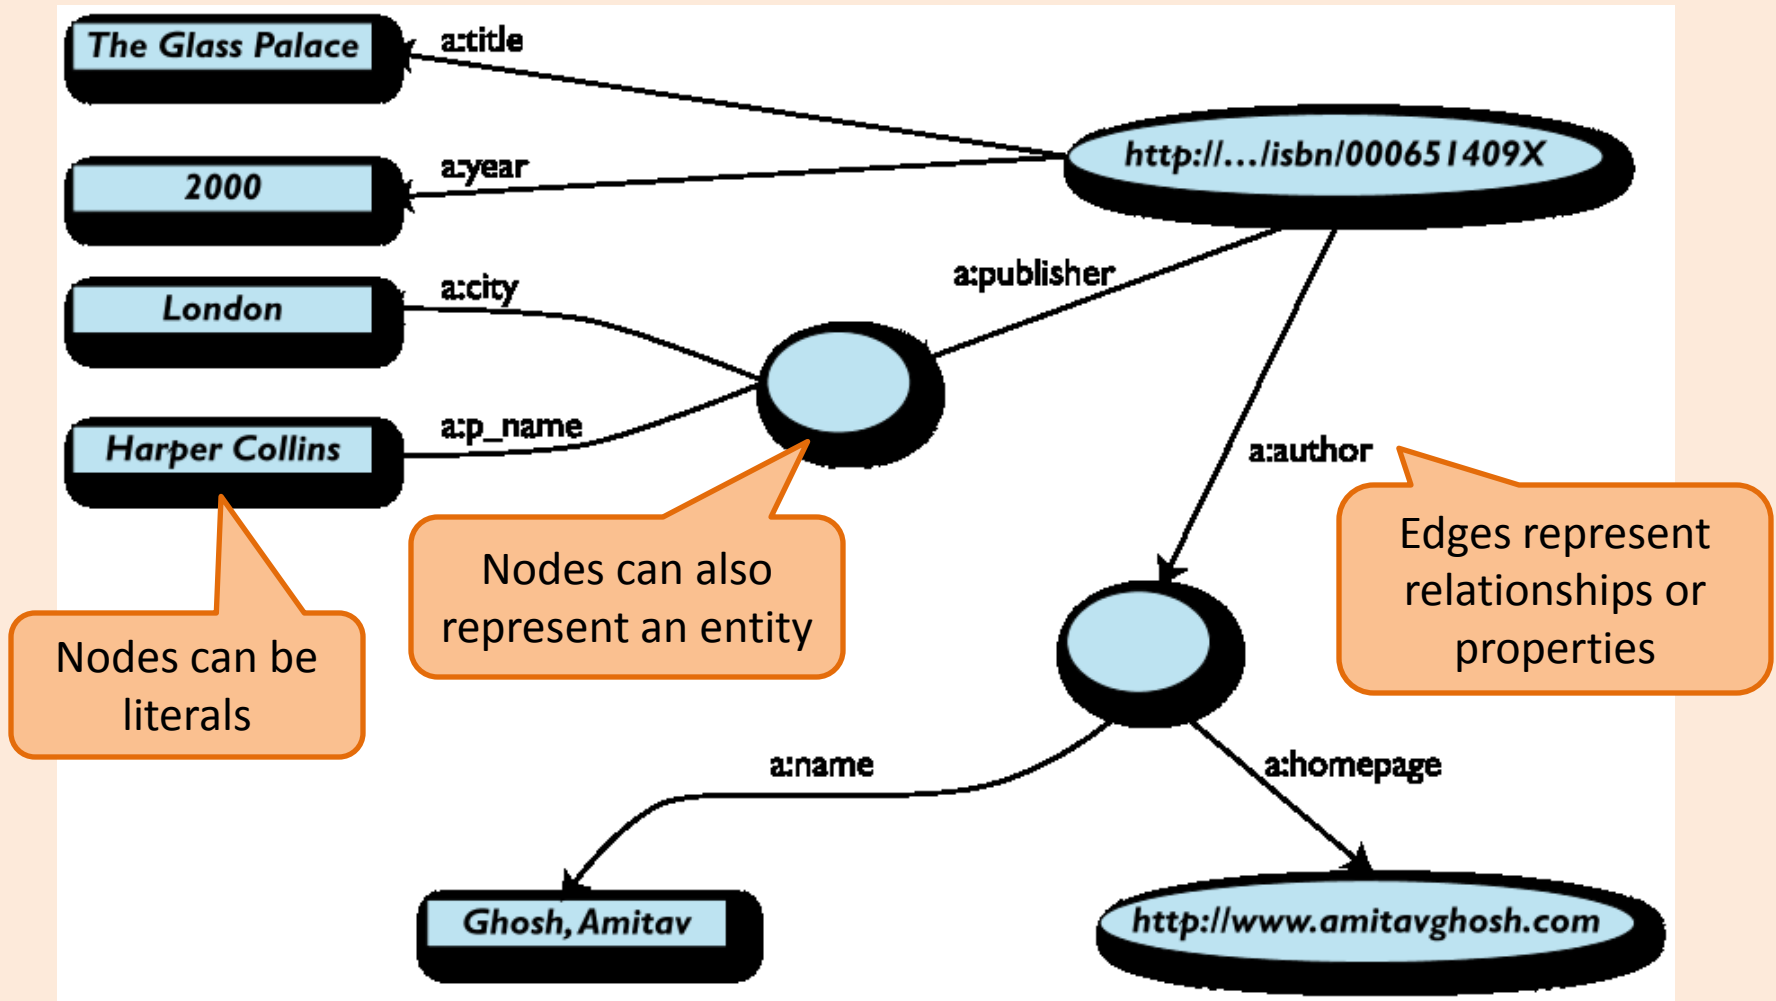 The Glass Palace
a:title
http://.../isbn/000651409X
2000
a:year
London
a:city
a:publisher
Harper Collins
a:p_name
a:author
Nodes can be
literals
Nodes can also
represent an entity
Edges represent
relationships or
properties
a:name
a:homepage
Ghosh, Amitav
http://www.amitavghosh.com